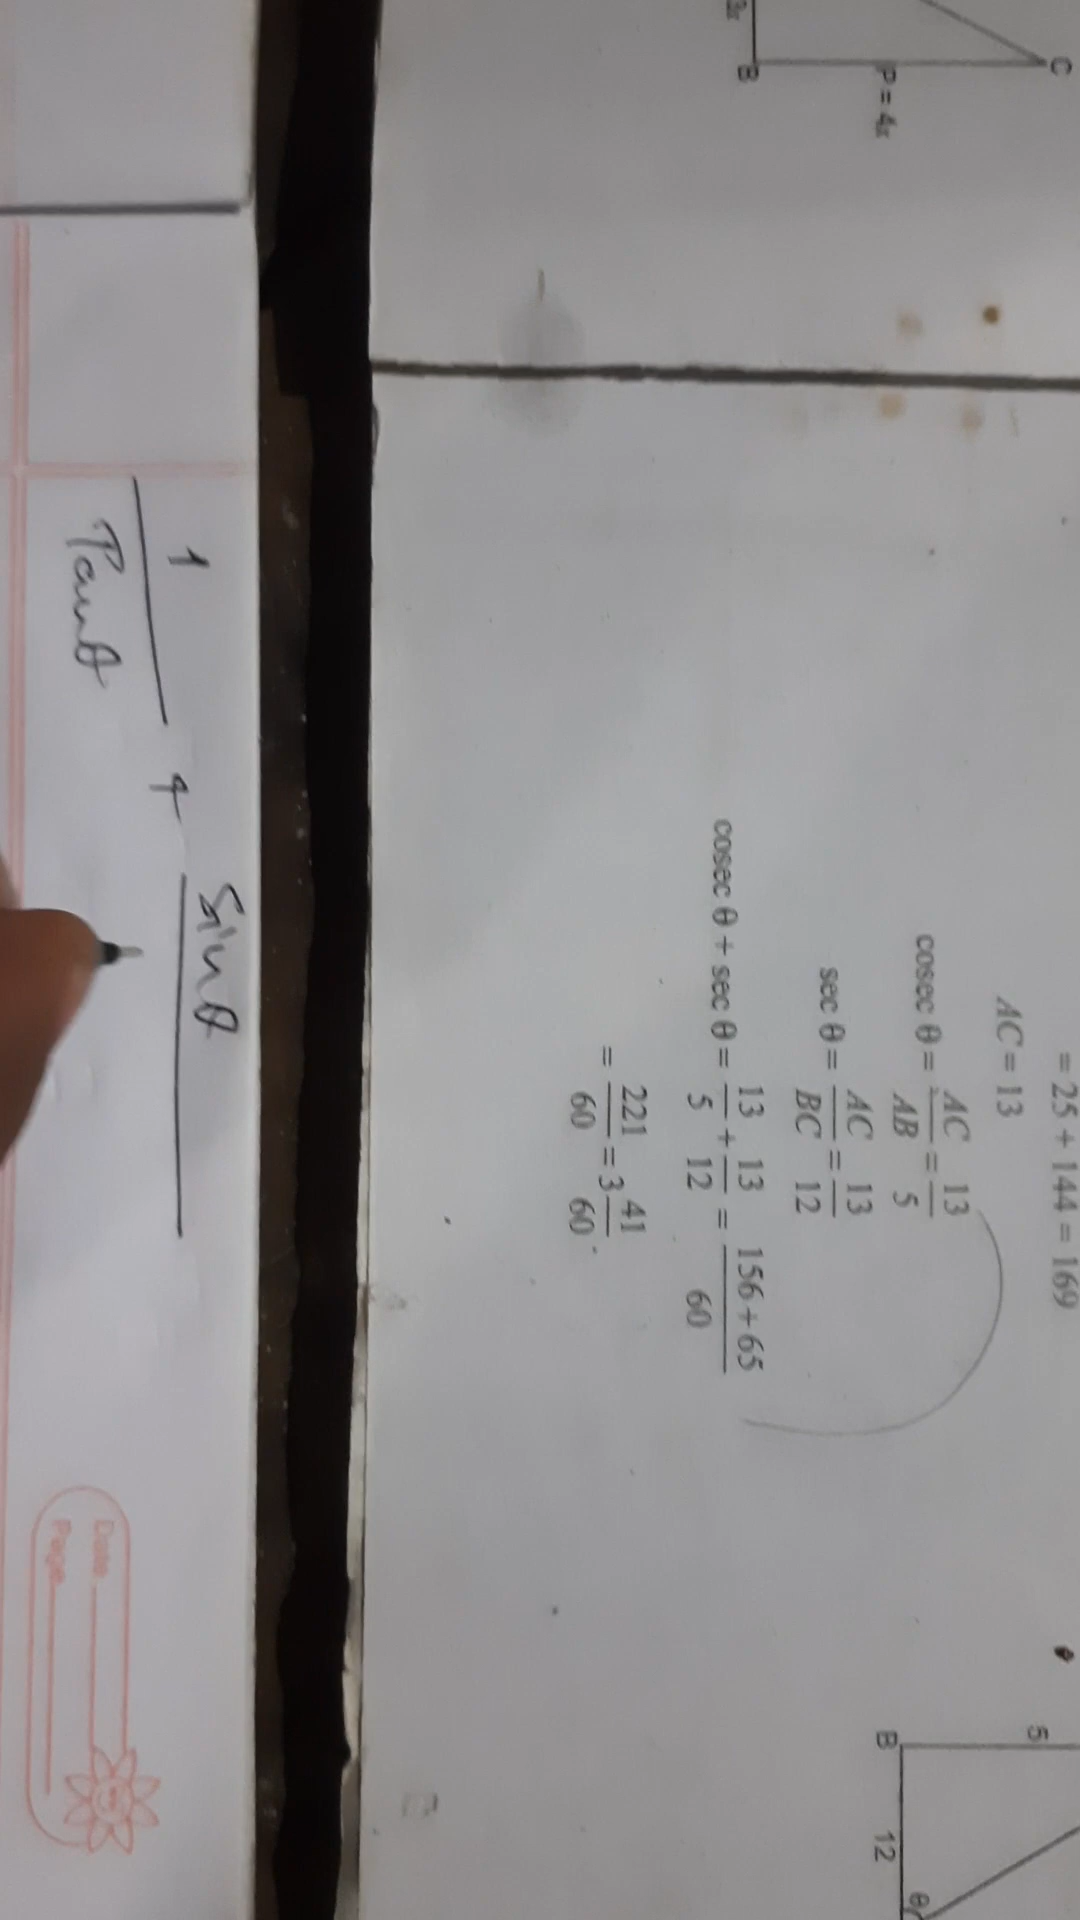 C
P = 4x
3x
B
= 25 + 144 = 169
AC = 13
cosec θ = AC/AB = 13/5
sec θ = AC/BC = 13/12
cosec θ + sec θ = 13/5 + 13/12 = (156 + 65)/60
= 221/60 = 3 41/60.
5
B
12
θ
1/Tanθ + Sinθ/
Date
Page